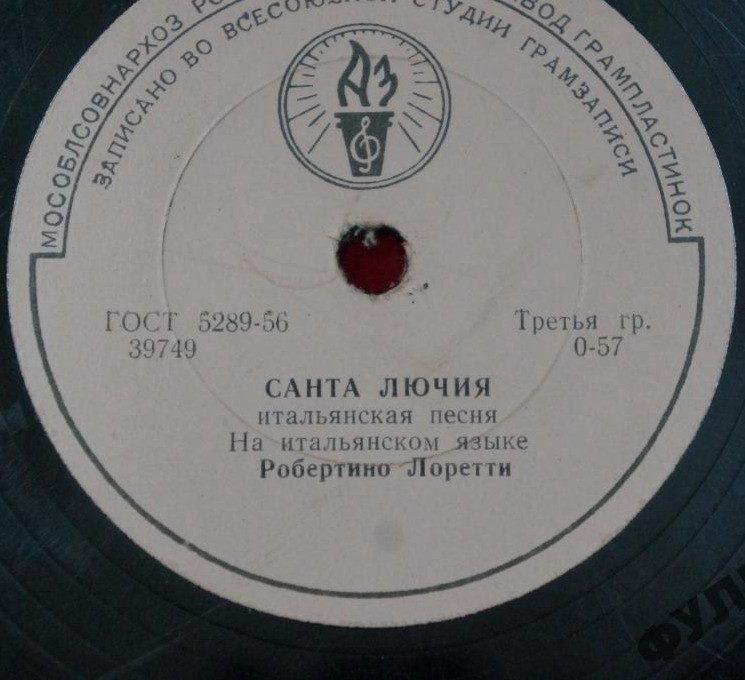 МОСОБЛСОВНАРХОЗ ГРАМПЛАСТИНОК
ЗАПИСАНО ВО ВСЕСОЮЗНОЙ СТУДИИ ГРАМЗАПИСИ
АЗ
ГОСТ 5289-56
39749
Третья гр.
0-57
САНТА ЛЮЧИЯ
итальянская песня
На итальянском языке
Робертино Лоретти